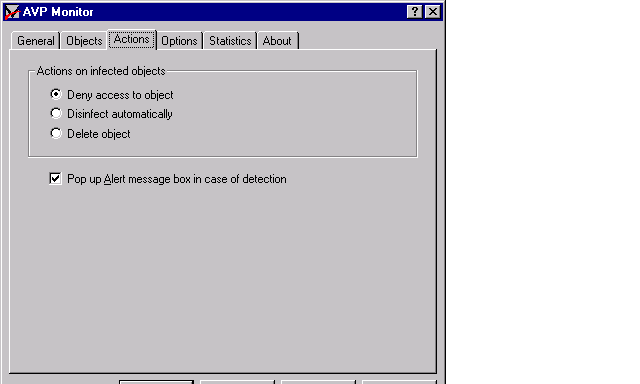 AVP Monitor
General Objects Actions Options Statistics About
Actions on infected objects
Deny access to object
Disinfect automatically
Delete object
Pop up Alert message box in case of detection